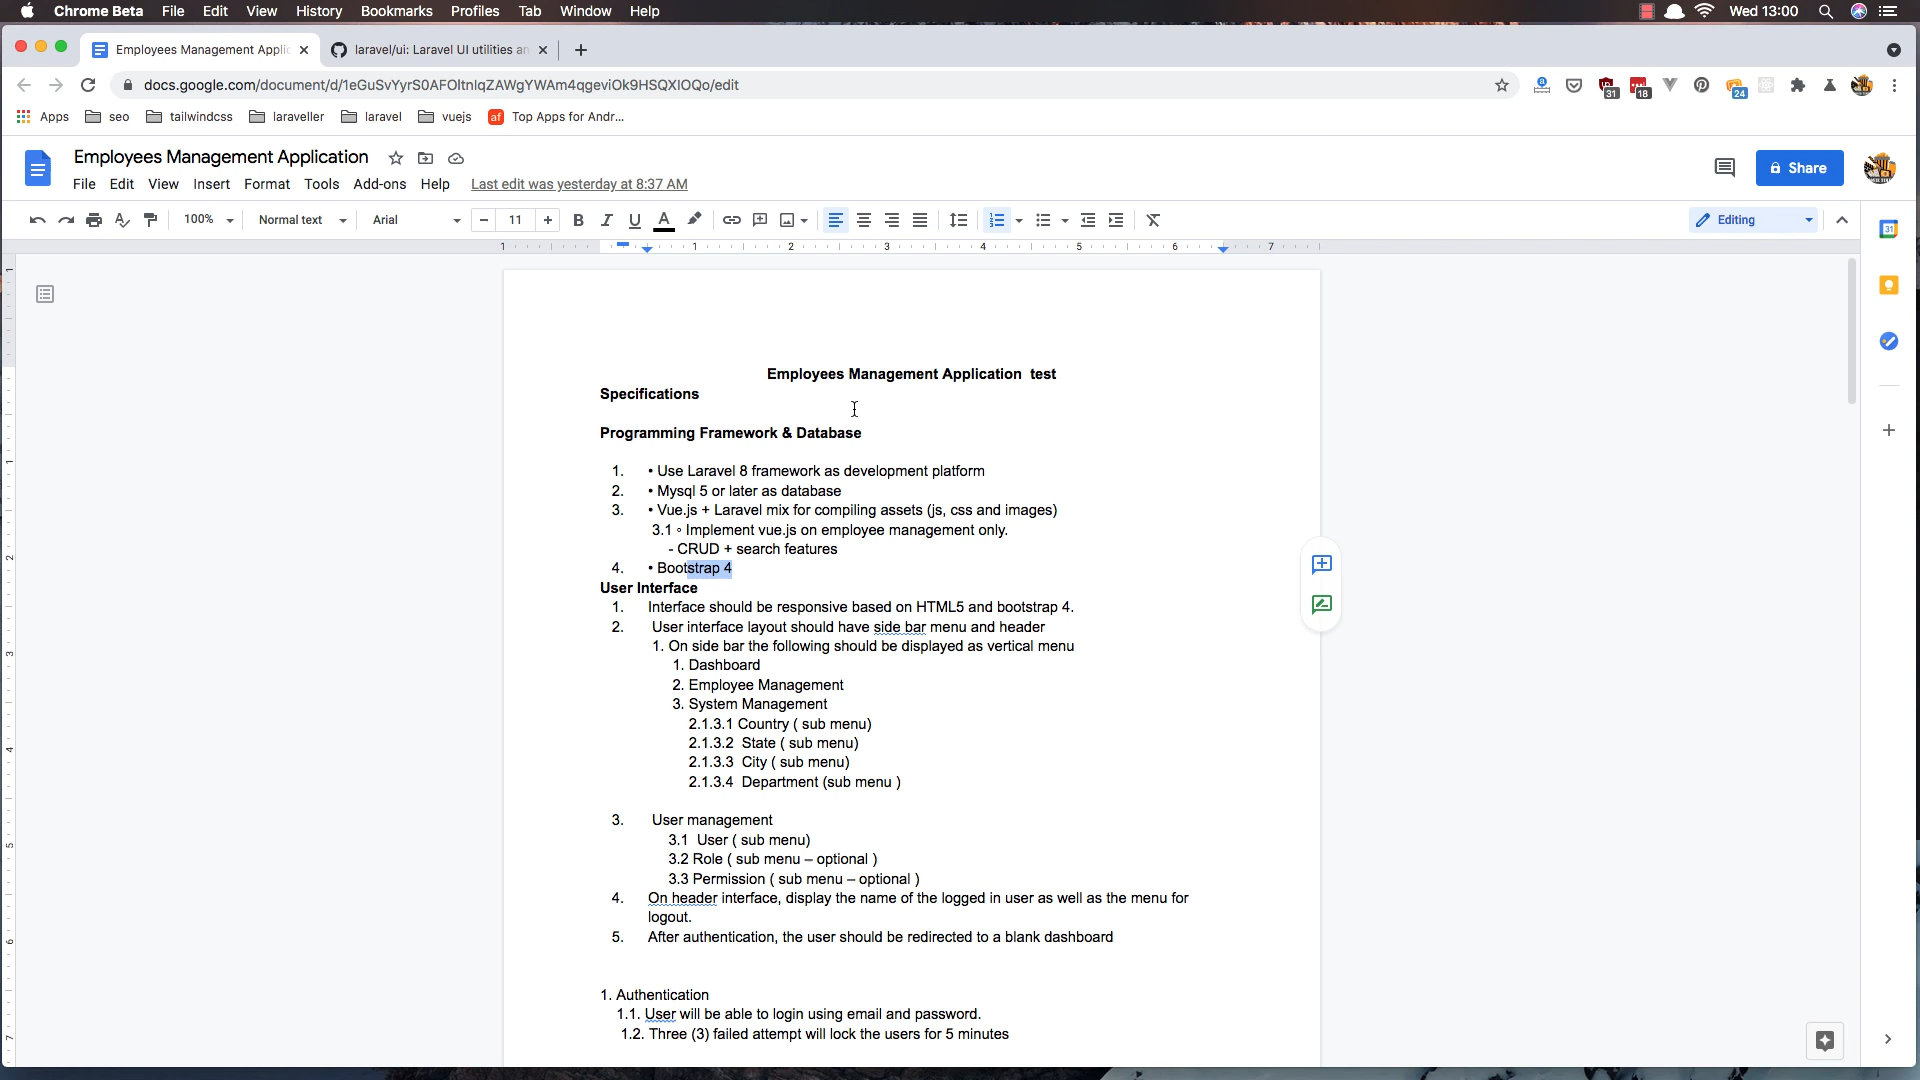 Chrome Beta File Edit View History Bookmarks Profiles Tab Window Help Wed 13:00
Employees Management Applic laravel/ui: Laravel UI utilities an
docs.google.com/document/d/1eGuSvYyrS0AFOltnlqZAWgYWAm4qgeviOk9HSQXIOQo/edit 31 18 24
Apps seo tailwindcss laraveller laravel vuejs af Top Apps for Andr...
Employees Management Application
Share
File Edit View Insert Format Tools Add-ons Help Last edit was yesterday at 8:37 AM
100% Normal text Arial 11 B I U A Editing 31
1 1 2 3 4 5 6 7
Employees Management Application test
Specifications
Programming Framework & Database
1. • Use Laravel 8 framework as development platform
2. • Mysql 5 or later as database
3. • Vue.js + Laravel mix for compiling assets (js, css and images)
3.1 ◦ Implement vue.js on employee management only.
- CRUD + search features
4. • Bootstrap 4
User Interface
1. Interface should be responsive based on HTML5 and bootstrap 4.
2. User interface layout should have side bar menu and header
1. On side bar the following should be displayed as vertical menu
1. Dashboard
2. Employee Management
3. System Management
2.1.3.1 Country ( sub menu)
2.1.3.2 State ( sub menu)
2.1.3.3 City ( sub menu)
2.1.3.4 Department (sub menu )
3. User management
3.1 User ( sub menu)
3.2 Role ( sub menu – optional )
3.3 Permission ( sub menu – optional )
4. On header interface, display the name of the logged in user as well as the menu for
logout.
5. After authentication, the user should be redirected to a blank dashboard
1. Authentication
1.1. User will be able to login using email and password.
1.2. Three (3) failed attempt will lock the users for 5 minutes